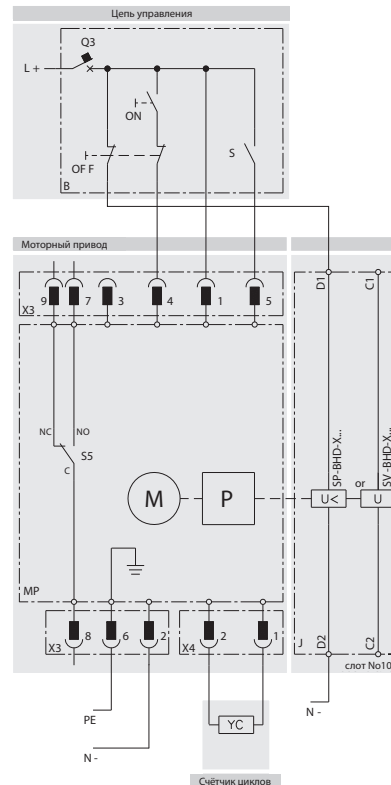 Цепь управления
Q3
L +
ON
OF F
S
B
Моторный привод
9 7 3 4 1 5
X3
D1
C1
NC NO
S5
C
SP-BHD-X...
or
SV -BHD-X...
M P U< U
MP
8 6 2 2 1
X3 X4 J
D2
C2
слот No10
PE
YC
N -
N -
Счётчик циклов